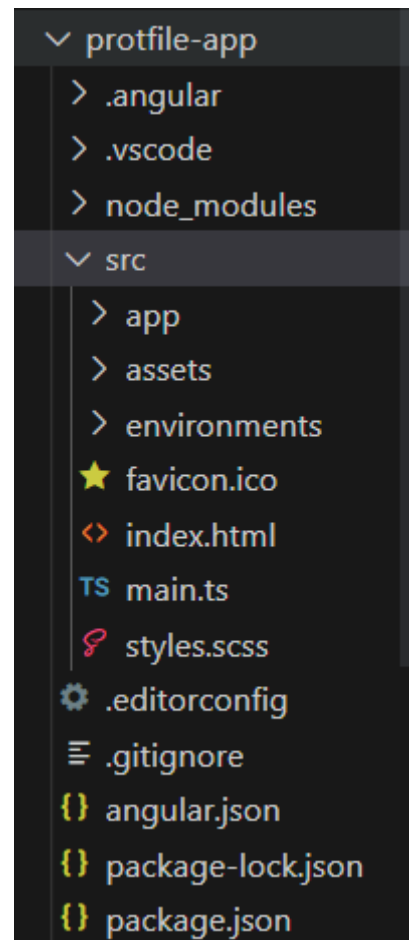 protfile-app
.angular
.vscode
node_modules
src
app
assets
environments
favicon.ico
<> index.html
TS main.ts
styles.scss
.editorconfig
.gitignore
{} angular.json
{} package-lock.json
{} package.json